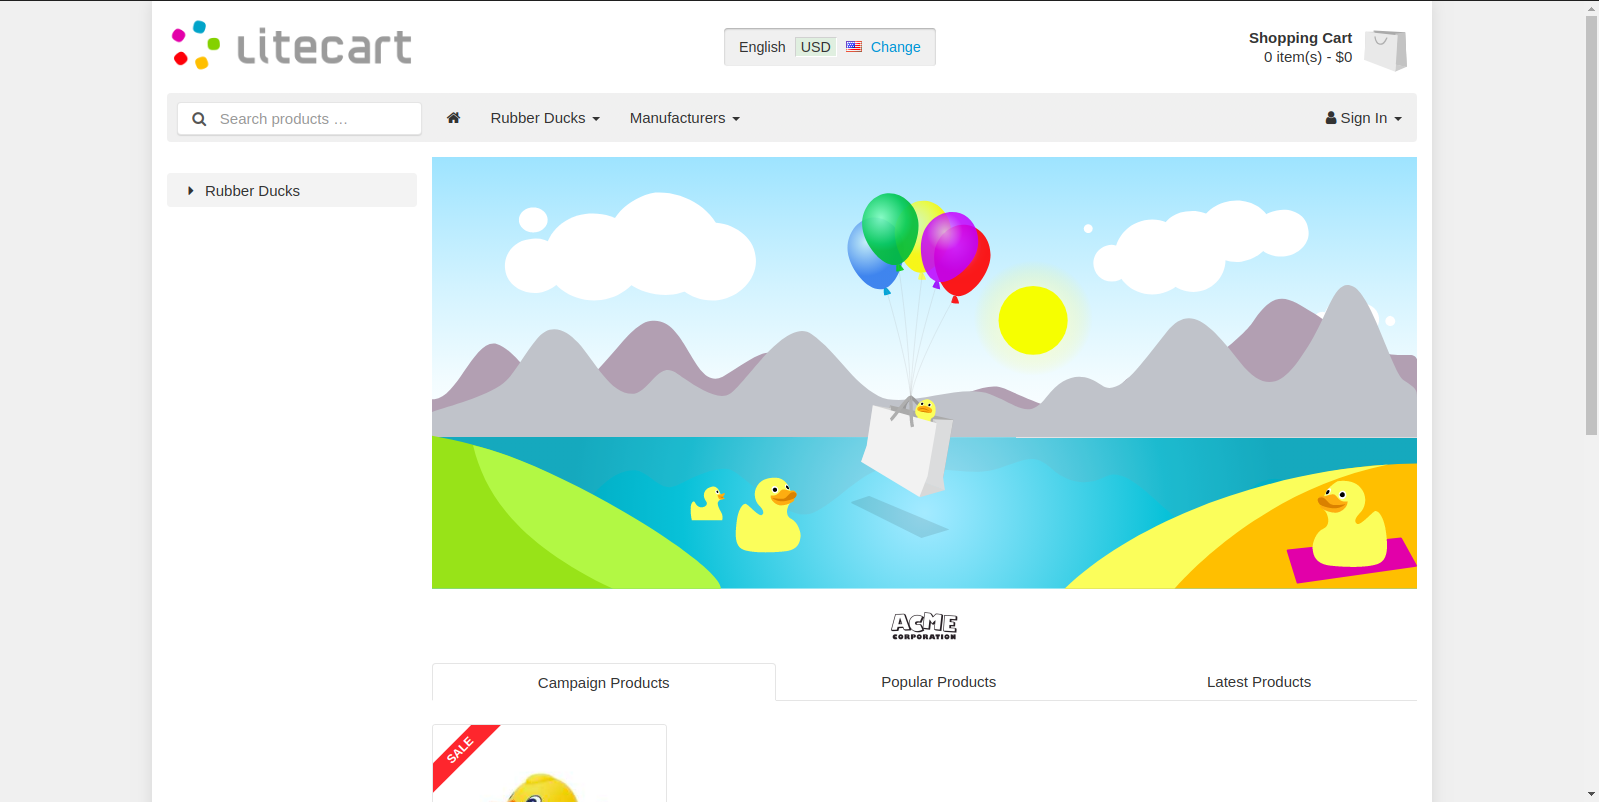 litecart
English USD Change
Shopping Cart
0 item(s) - $0
Search products …
Rubber Ducks
Manufacturers
Sign In
Rubber Ducks
ACME
CORPORATION
Campaign Products
Popular Products
Latest Products
SALE